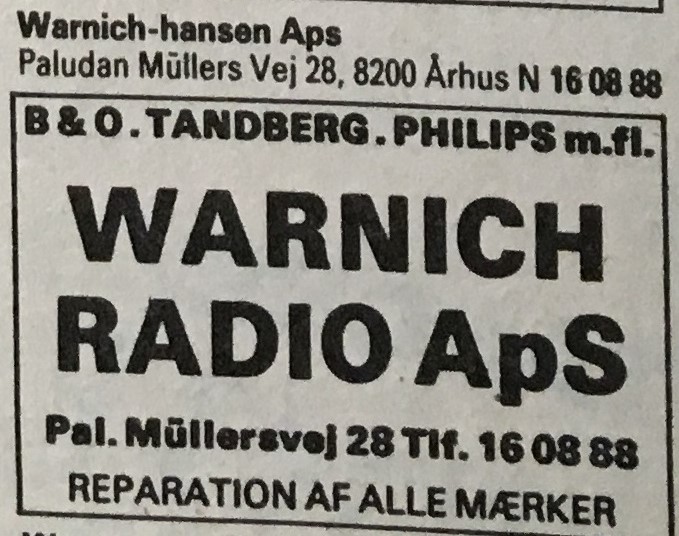 Warnich-hansen Aps
Paludan Müllers Vej 28, 8200 Århus N 16 08 88
B & O . TANDBERG . PHILIPS m.fl.
WARNICH
RADIO ApS
Pal. Müllersvej 28 Tlf. 16 08 88
REPARATION AF ALLE MÆRKER